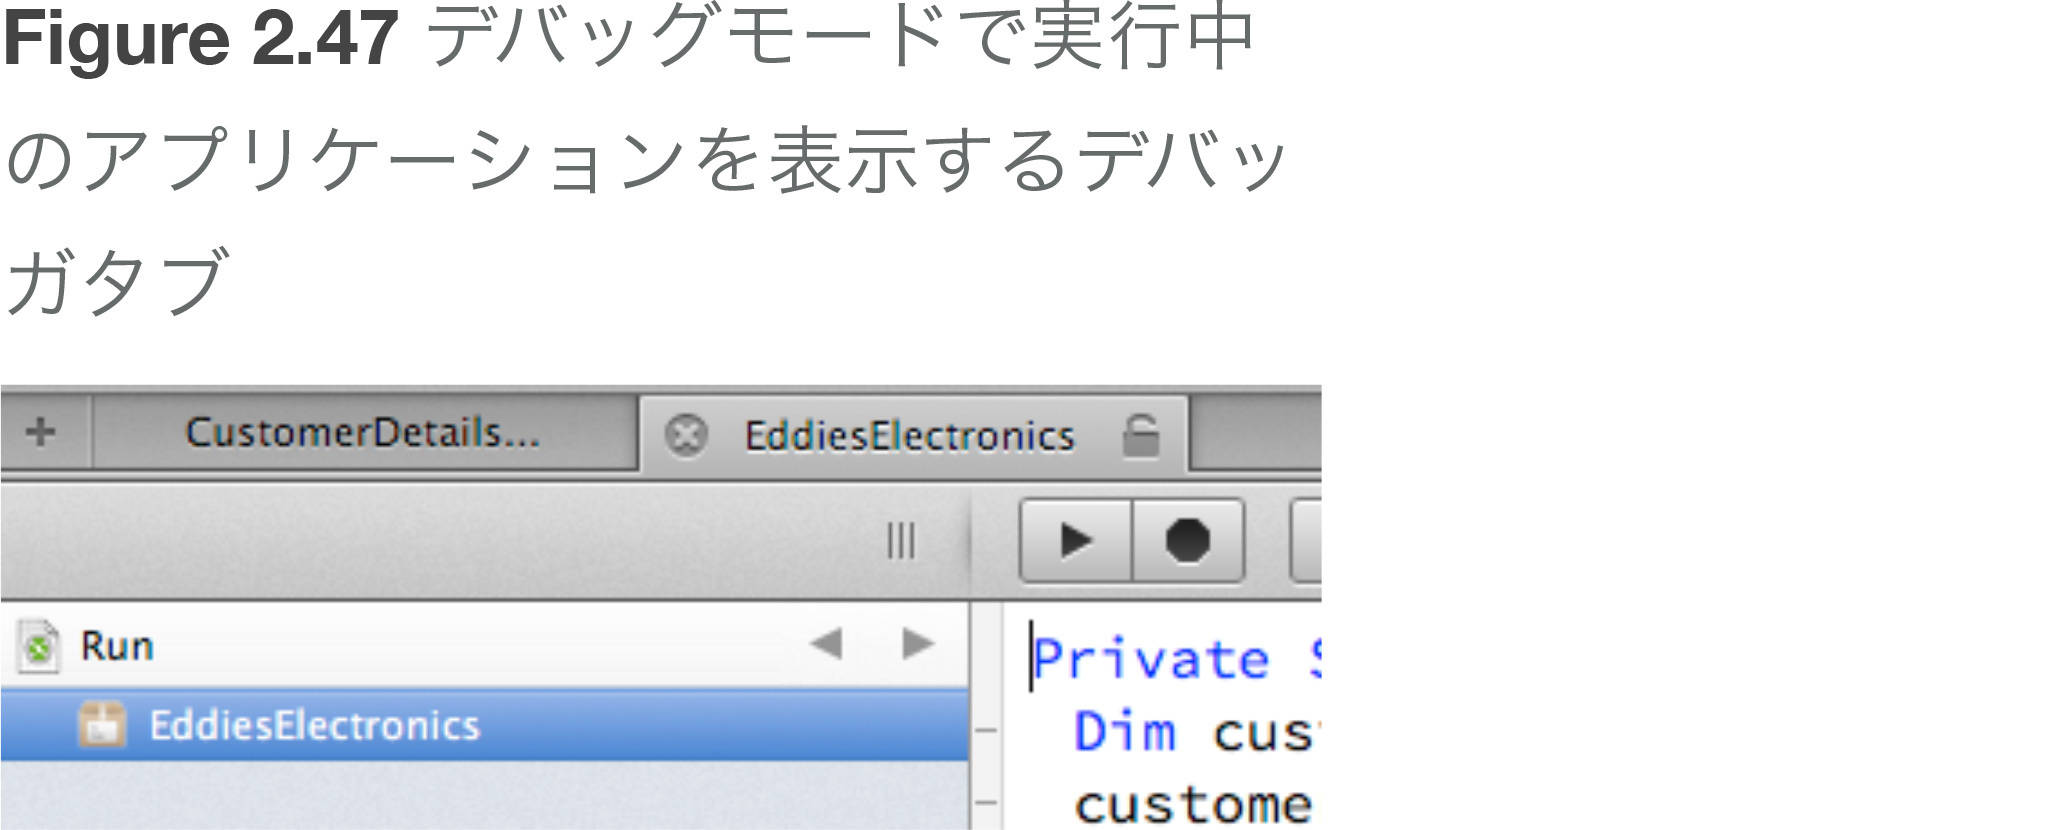 Figure 2.47 デバッグモードで実行中
のアプリケーションを表示するデバッ
ガタブ
CustomerDetails...
EddiesElectronics
Run
EddiesElectronics
Private
Dim cus
custome